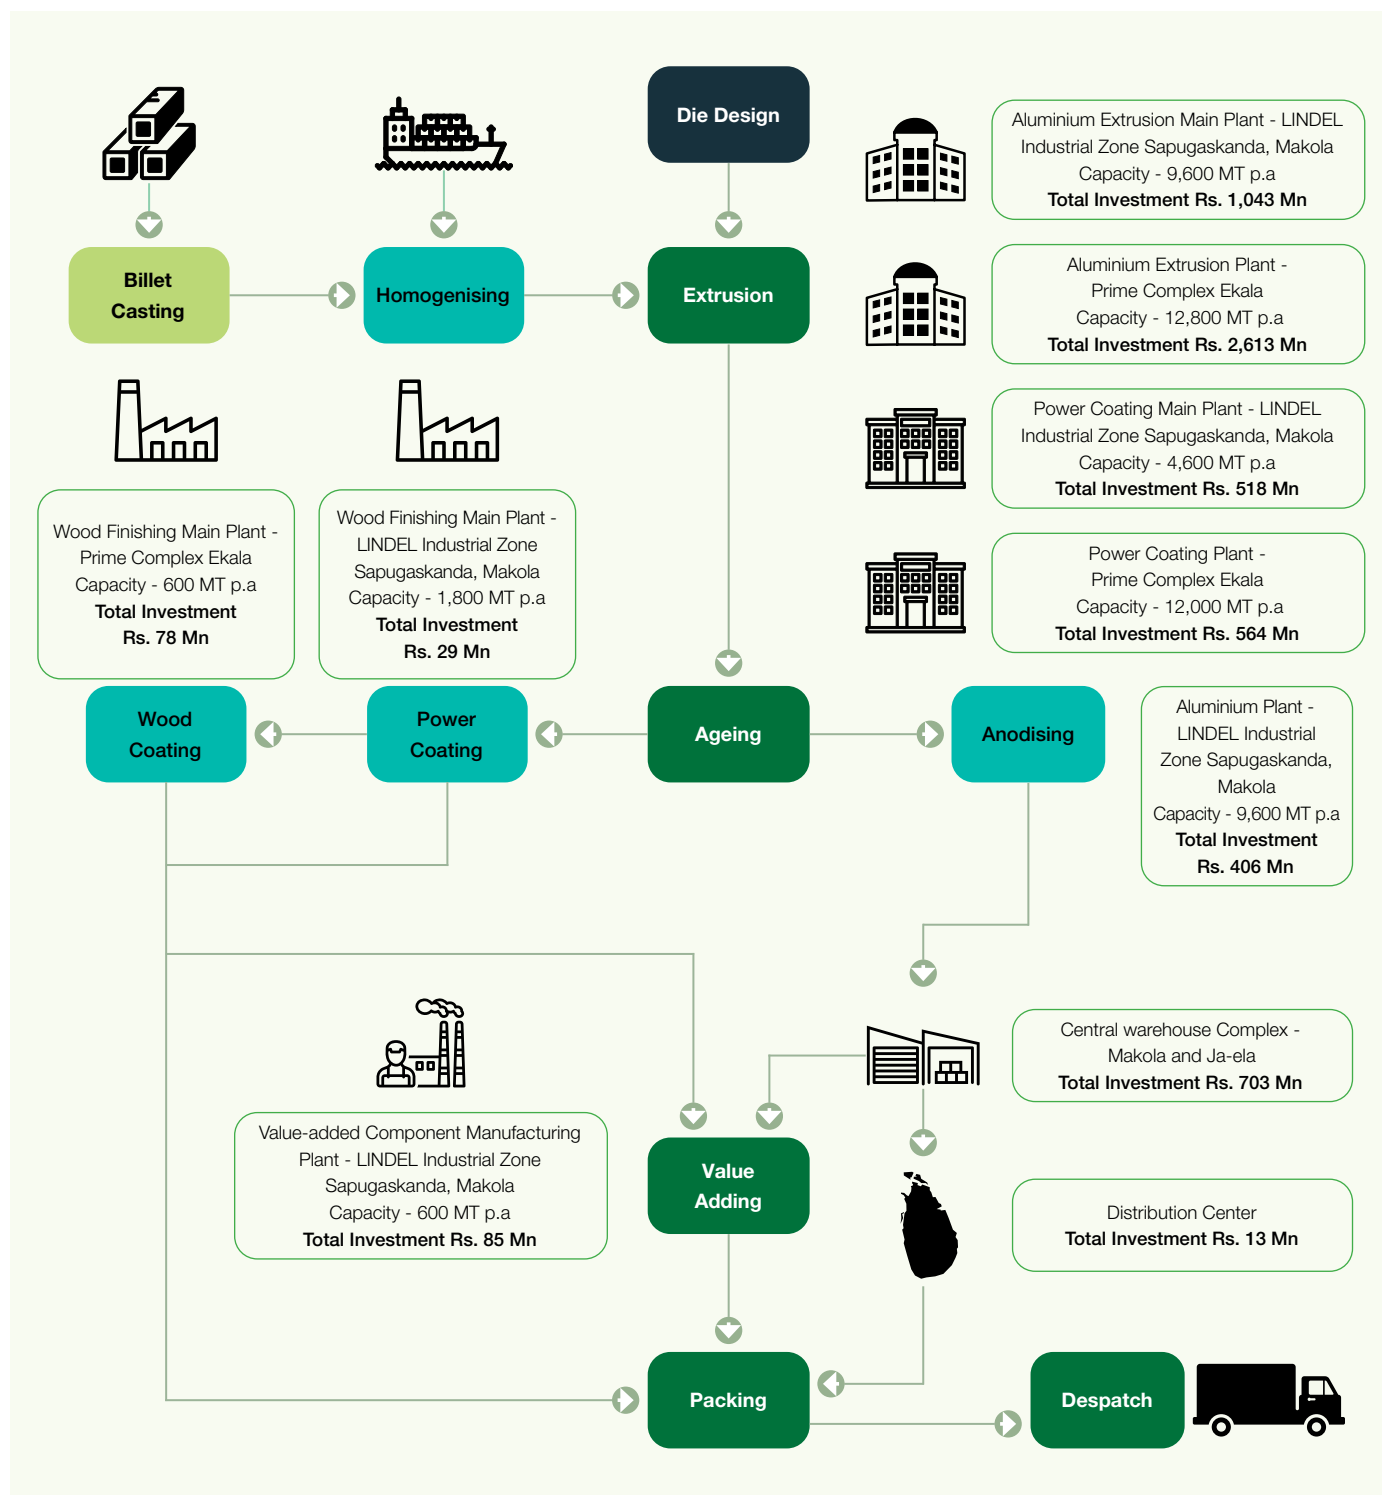 Die Design
Aluminium Extrusion Main Plant - LINDEL
Industrial Zone Sapugaskanda, Makola
Capacity - 9,600 MT p.a
Total Investment Rs. 1,043 Mn
Billet
Casting
Homogenising
Extrusion
Aluminium Extrusion Plant -
Prime Complex Ekala
Capacity - 12,800 MT p.a
Total Investment Rs. 2,613 Mn
Power Coating Main Plant - LINDEL
Industrial Zone Sapugaskanda, Makola
Capacity - 4,600 MT p.a
Total Investment Rs. 518 Mn
Wood Finishing Main Plant -
Prime Complex Ekala
Capacity - 600 MT p.a
Total Investment
Rs. 78 Mn
Wood Finishing Main Plant -
LINDEL Industrial Zone
Sapugaskanda, Makola
Capacity - 1,800 MT p.a
Total Investment
Rs. 29 Mn
Power Coating Plant -
Prime Complex Ekala
Capacity - 12,000 MT p.a
Total Investment Rs. 564 Mn
Wood
Coating
Power
Coating
Ageing
Anodising
Aluminium Plant -
LINDEL Industrial
Zone Sapugaskanda,
Makola
Capacity - 9,600 MT p.a
Total Investment
Rs. 406 Mn
Central warehouse Complex -
Makola and Ja-ela
Total Investment Rs. 703 Mn
Value-added Component Manufacturing
Plant - LINDEL Industrial Zone
Sapugaskanda, Makola
Capacity - 600 MT p.a
Total Investment Rs. 85 Mn
Value
Adding
Distribution Center
Total Investment Rs. 13 Mn
Packing
Despatch